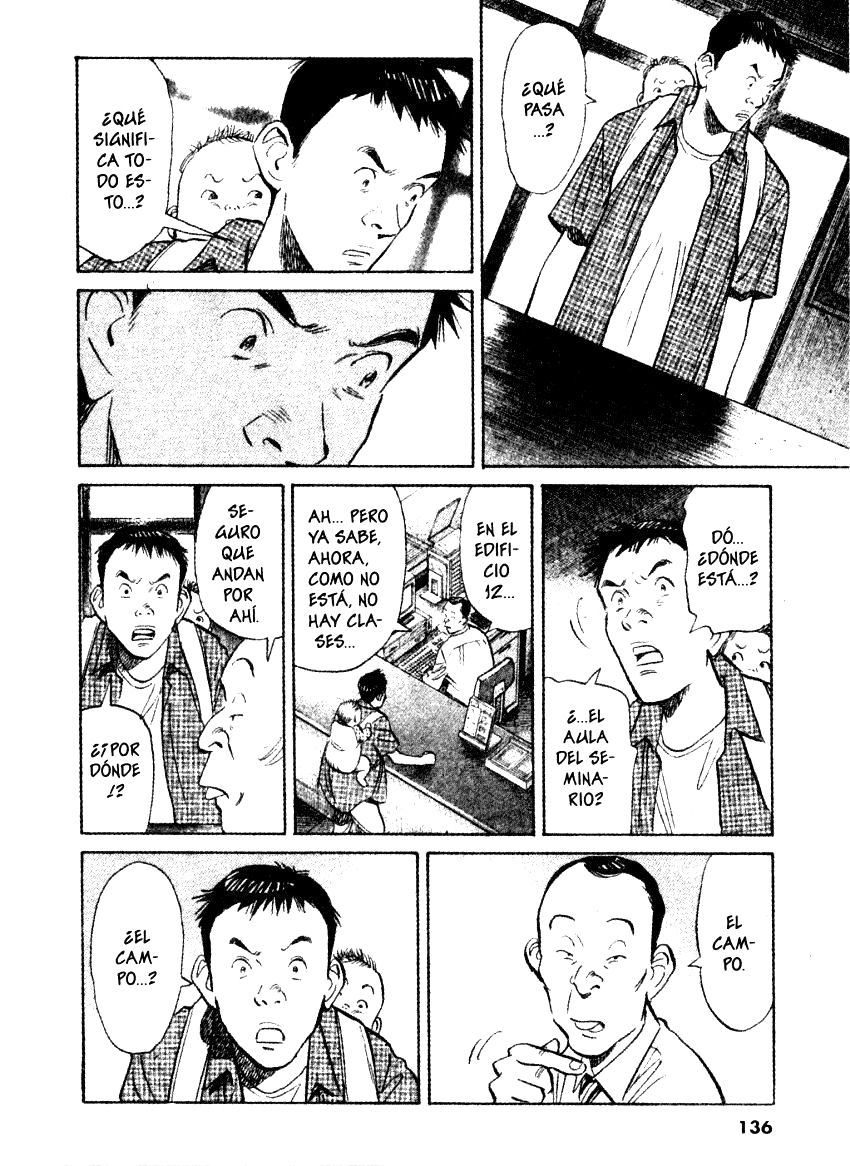 ¿QUÉ
PASA
...?
¿QUÉ
SIGNIFI-
CA TO-
DO ES-
TO...?
DÓ...
¿DÓNDE
ESTÁ...?
¿...EL
AULA
DEL SE-
MINA-
RIO?
EN EL
EDIFI-
CIO
12...
AH... PERO
YA SABE,
AHORA,
COMO NO
ESTÁ, NO
HAY CLA-
SES...
SE-
GURO
QUE
ANDAN
POR
AHÍ.
¿¡POR
DÓNDE
!?
EL
CAM-
PO.
¿EL
CAM-
PO...?
136